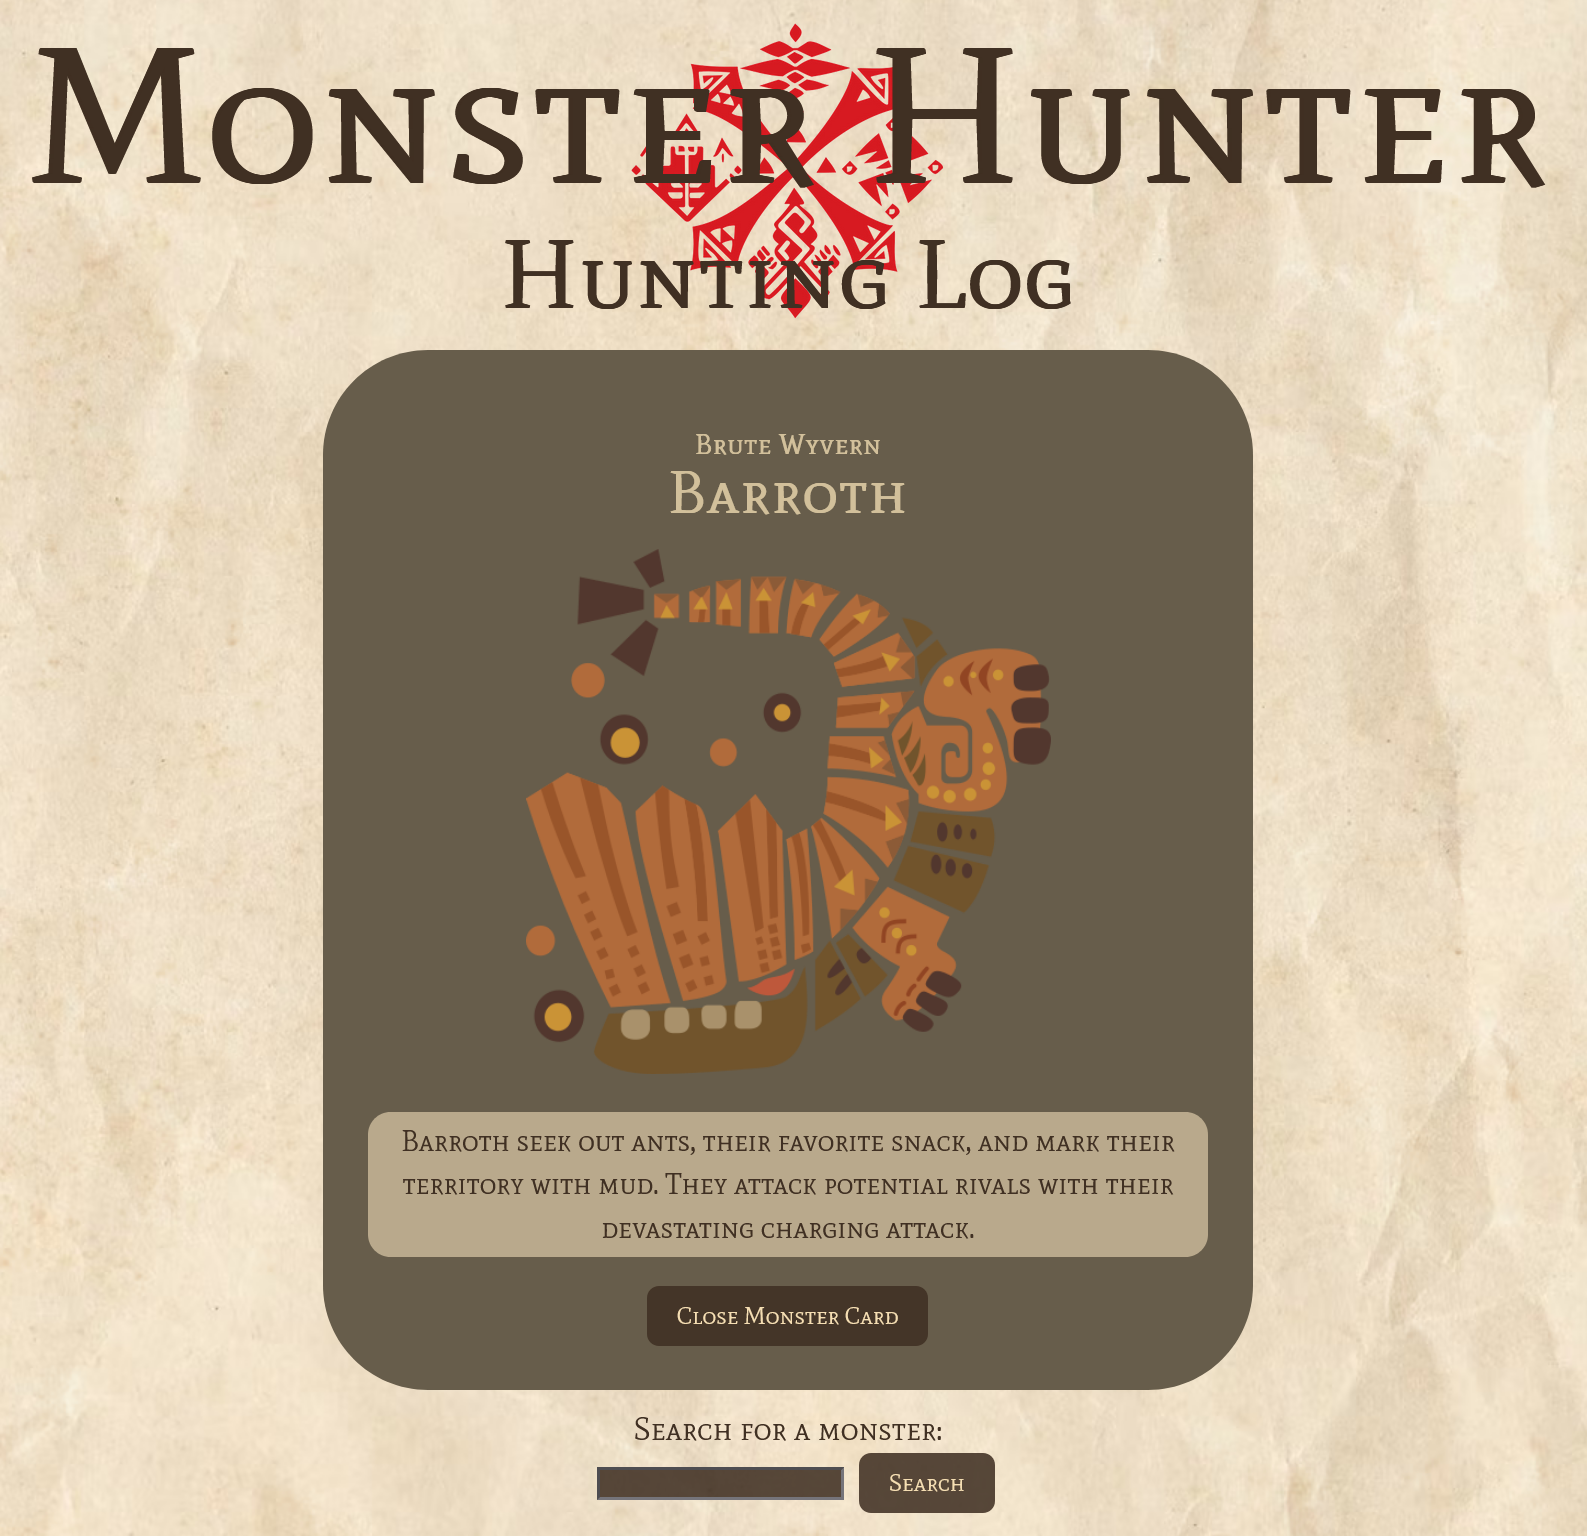 Monster Hunter
Hunting Log
Brute Wyvern
Barroth
Barroth seek out ants, their favorite snack, and mark their
territory with mud. They attack potential rivals with their
devastating charging attack.
Close Monster Card
Search for a monster:
Search